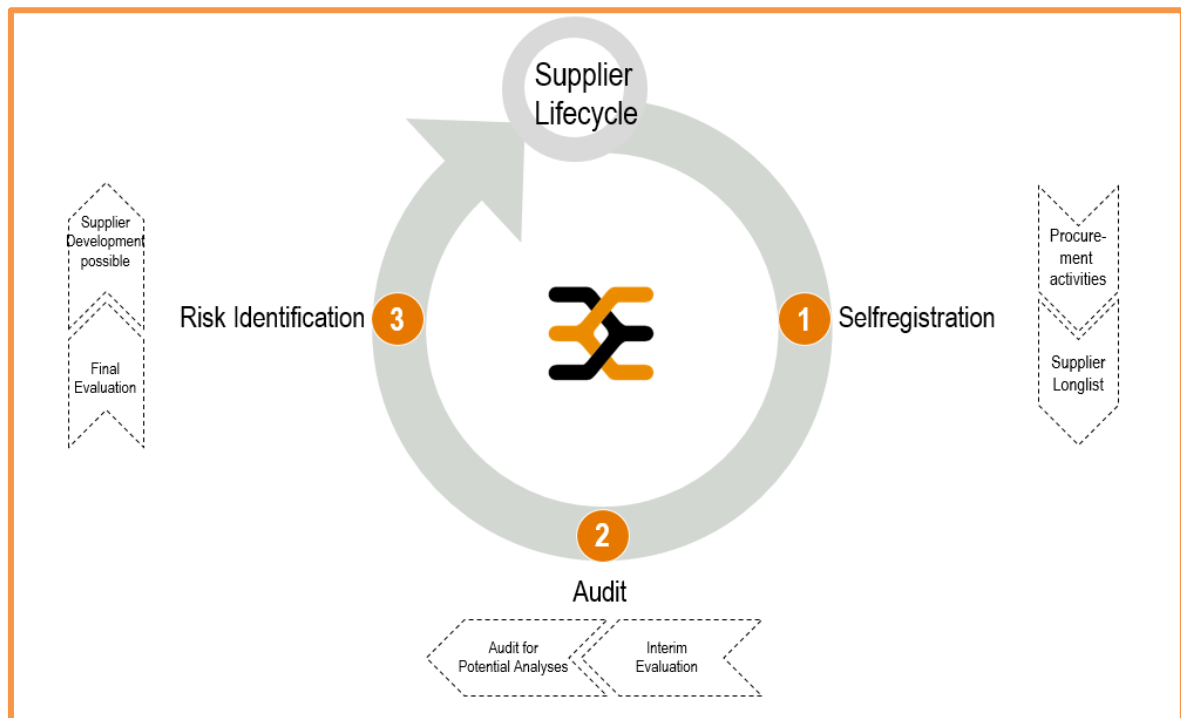 Supplier
Lifecycle
1
Selfregistration
Procure-
ment
activities
Supplier
Longlist
2
Audit
Interim
Evaluation
Audit for
Potential Analyses
3
Risk Identification
Final
Evaluation
Supplier
Development
possible